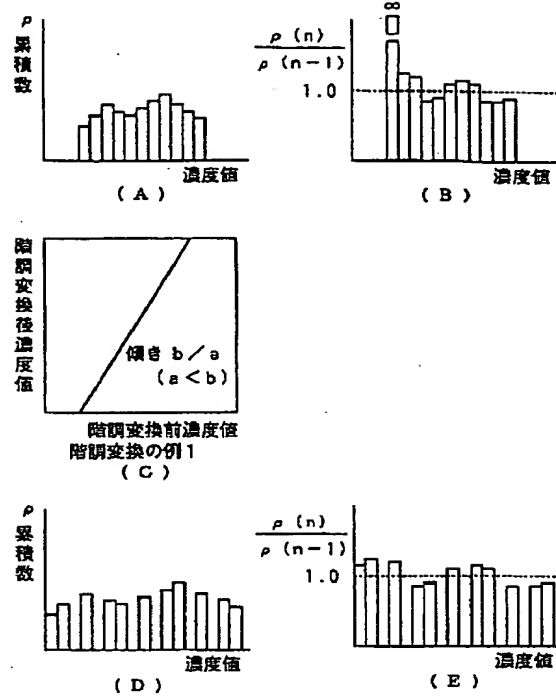 ρ
累積数
濃度値
(A)
∞
ρ(n)
ρ(n-1)
1.0
濃度値
(B)
階調変換後濃度値
傾き b/a
(a<b)
階調変換前濃度値
階調変換の例1
(C)
ρ
累積数
濃度値
(D)
ρ(n)
ρ(n-1)
1.0
濃度値
(E)